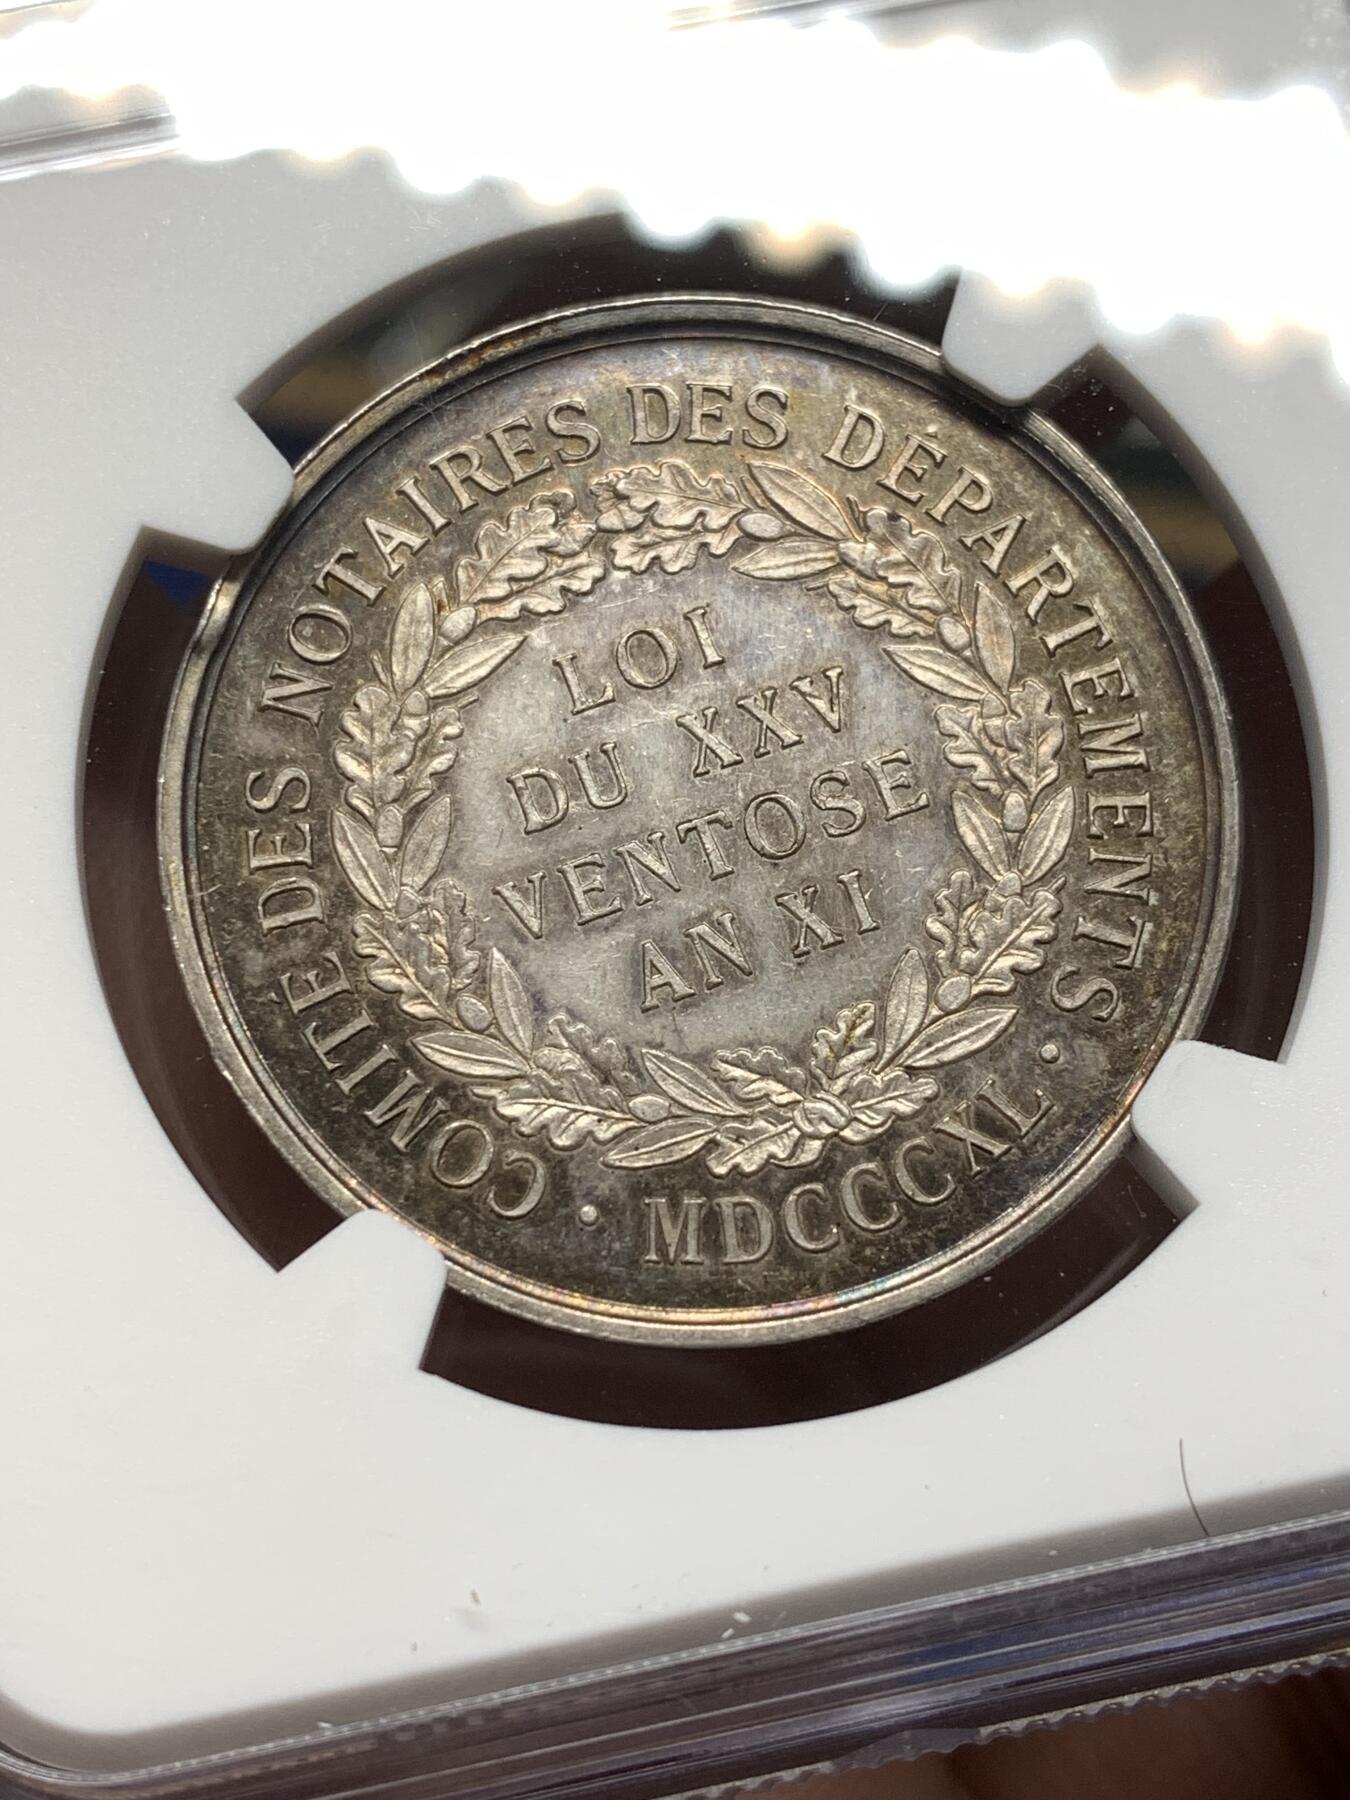 COMITÉ DES NOTAIRES DES DÉPARTEMENTS
LOI
DU XXV
VENTOSE
AN XI
· MDCCCXL ·